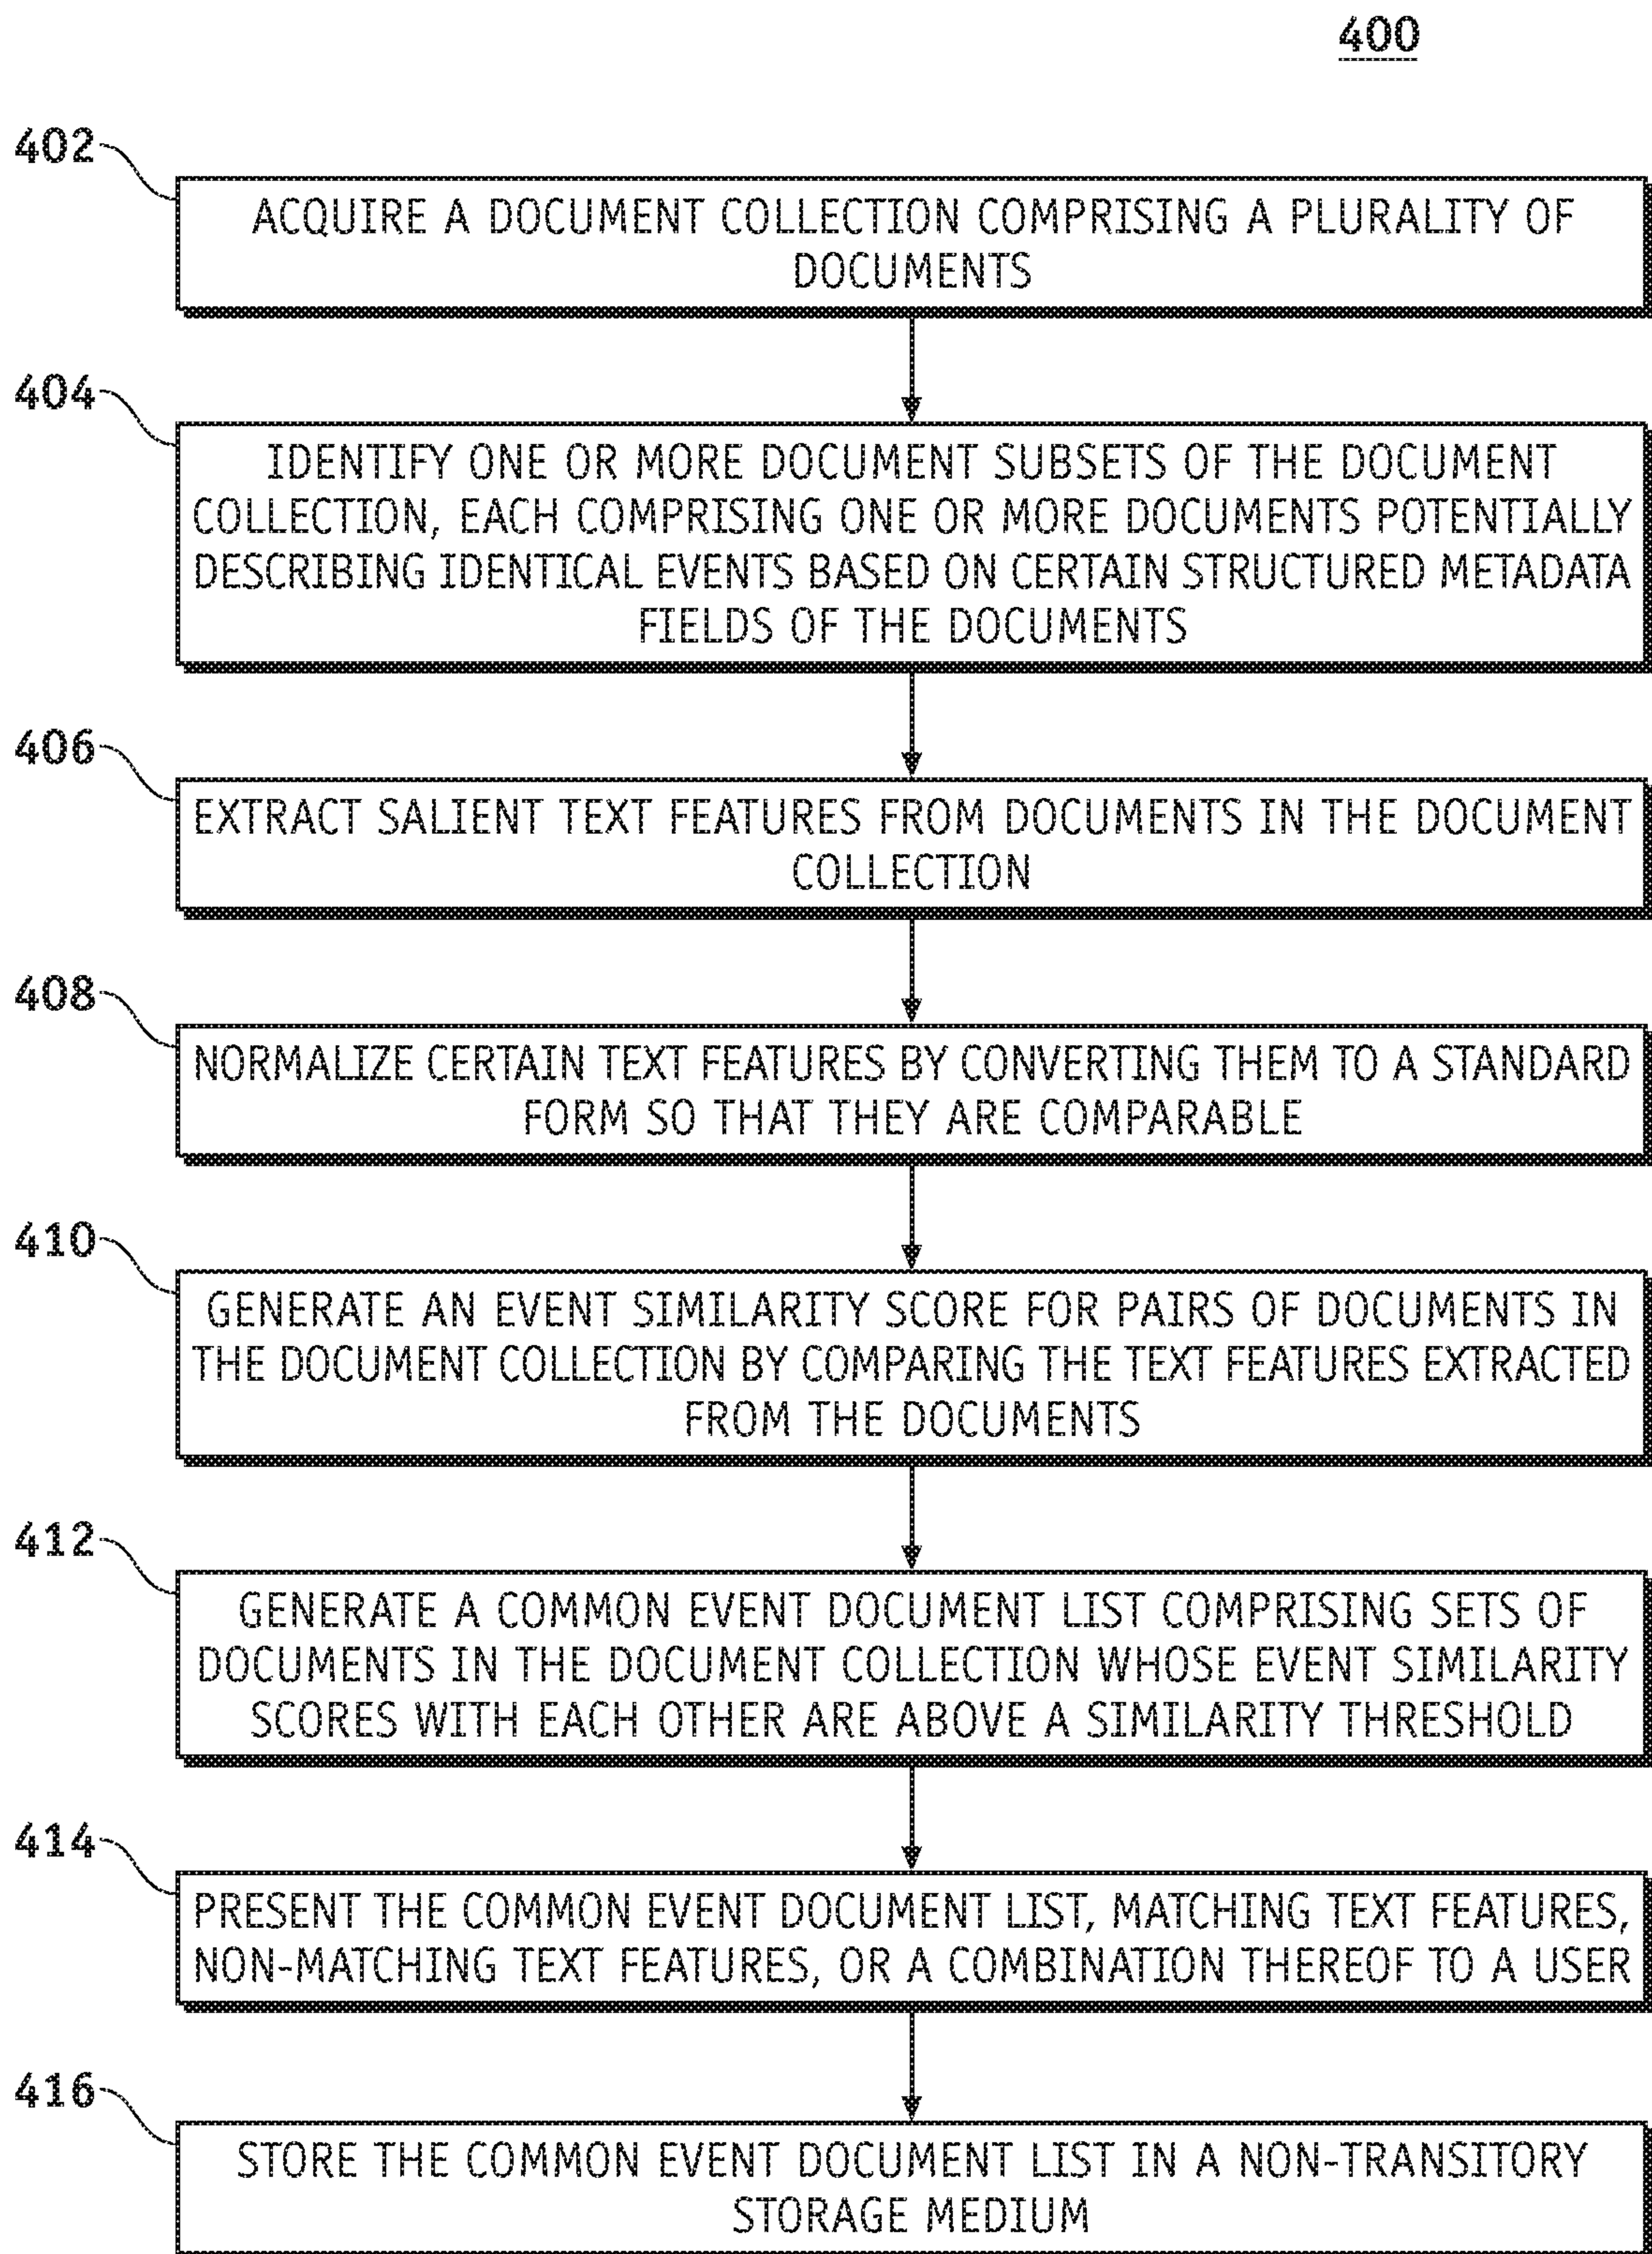 400
402
ACQUIRE A DOCUMENT COLLECTION COMPRISING A PLURALITY OF
DOCUMENTS
404
IDENTIFY ONE OR MORE DOCUMENT SUBSETS OF THE DOCUMENT
COLLECTION, EACH COMPRISING ONE OR MORE DOCUMENTS POTENTIALLY
DESCRIBING IDENTICAL EVENTS BASED ON CERTAIN STRUCTURED METADATA
FIELDS OF THE DOCUMENTS
406
EXTRACT SALIENT TEXT FEATURES FROM DOCUMENTS IN THE DOCUMENT
COLLECTION
408
NORMALIZE CERTAIN TEXT FEATURES BY CONVERTING THEM TO A STANDARD
FORM SO THAT THEY ARE COMPARABLE
410
GENERATE AN EVENT SIMILARITY SCORE FOR PAIRS OF DOCUMENTS IN
THE DOCUMENT COLLECTION BY COMPARING THE TEXT FEATURES EXTRACTED
FROM THE DOCUMENTS
412
GENERATE A COMMON EVENT DOCUMENT LIST COMPRISING SETS OF
DOCUMENTS IN THE DOCUMENT COLLECTION WHOSE EVENT SIMILARITY
SCORES WITH EACH OTHER ARE ABOVE A SIMILARITY THRESHOLD
414
PRESENT THE COMMON EVENT DOCUMENT LIST, MATCHING TEXT FEATURES,
NON-MATCHING TEXT FEATURES, OR A COMBINATION THEREOF TO A USER
416
STORE THE COMMON EVENT DOCUMENT LIST IN A NON-TRANSITORY
STORAGE MEDIUM